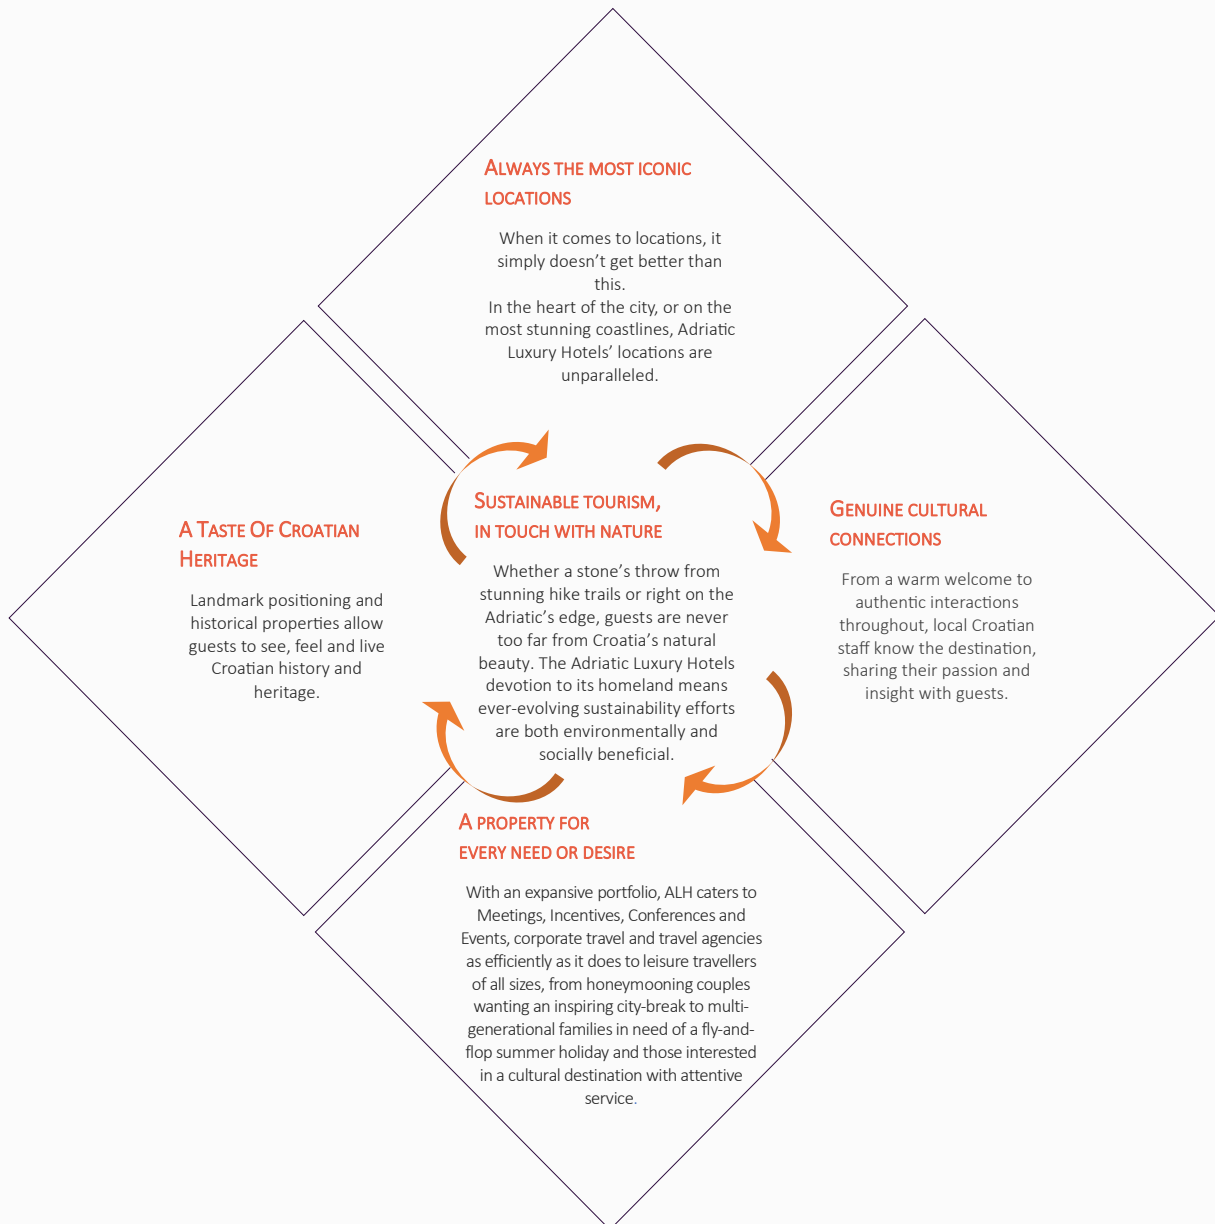 ALWAYS THE MOST ICONIC
LOCATIONS
When it comes to locations, it
simply doesn’t get better than
this.
In the heart of the city, or on the
most stunning coastlines, Adriatic
Luxury Hotels’ locations are
unparalleled.
A TASTE OF CROATIAN
HERITAGE
Landmark positioning and
historical properties allow
guests to see, feel and live
Croatian history and
heritage.
SUSTAINABLE TOURISM,
IN TOUCH WITH NATURE
Whether a stone’s throw from
stunning hike trails or right on the
Adriatic’s edge, guests are never
too far from Croatia’s natural
beauty. The Adriatic Luxury Hotels
devotion to its homeland means
ever-evolving sustainability efforts
are both environmentally and
socially beneficial.
GENUINE CULTURAL
CONNECTIONS
From a warm welcome to
authentic interactions
throughout, local Croatian
staff know the destination,
sharing their passion and
insight with guests.
A PROPERTY FOR
EVERY NEED OR DESIRE
With an expansive portfolio, ALH caters to
Meetings, Incentives, Conferences and
Events, corporate travel and travel agencies
as efficiently as it does to leisure travellers
of all sizes, from honeymooning couples
wanting an inspiring city-break to multi-
generational families in need of a fly-and-
flop summer holiday and those interested
in a cultural destination with attentive
service.